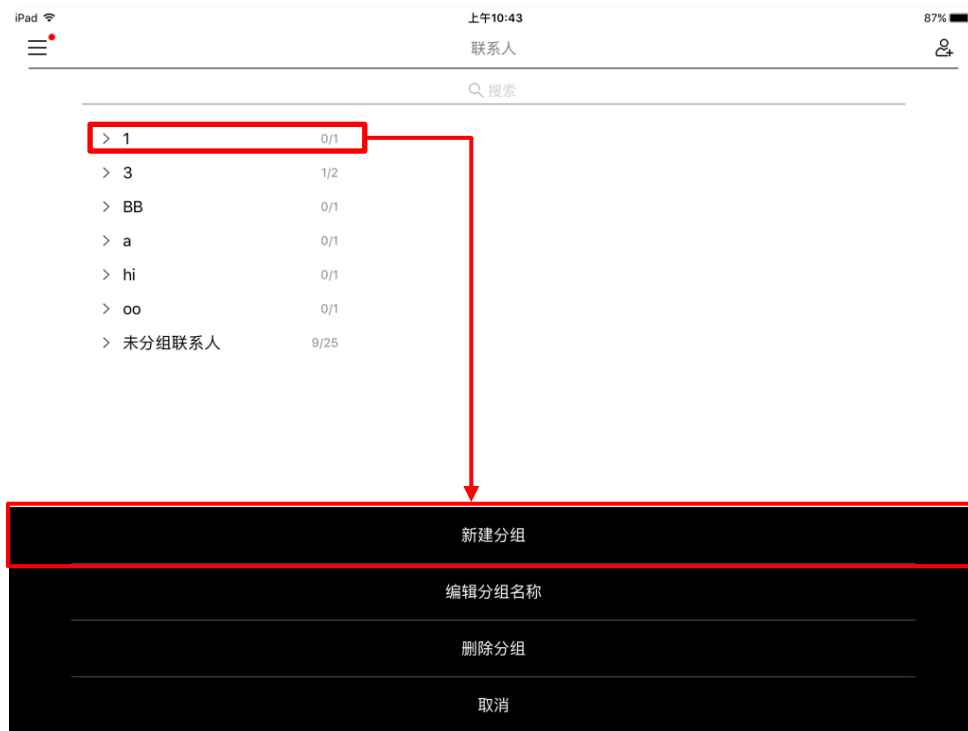 iPad 上午10:43 87%
联系人
搜索
1 0/1
3 1/2
BB 0/1
a 0/1
hi 0/1
oo 0/1
未分组联系人 9/25
新建分组
编辑分组名称
删除分组
取消